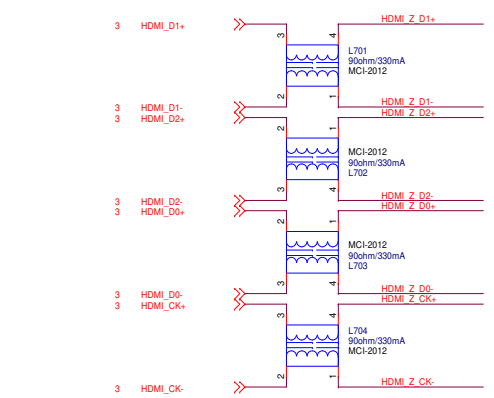 HDMI_Z_D1+
3 HDMI_D1+
3 4
L701
90ohm/330mA
MCI-2012
2 1
HDMI_Z_D1-
3 HDMI_D1-
HDMI_Z_D2+
3 HDMI_D2+
2 1
MCI-2012
90ohm/330mA
L702
3 4
HDMI_Z_D2-
3 HDMI_D2-
HDMI_Z_D0+
3 HDMI_D0+
2 1
MCI-2012
90ohm/330mA
L703
3 4
HDMI_Z_D0-
3 HDMI_D0-
HDMI_Z_CK+
3 HDMI_CK+
3 4
L704
90ohm/330mA
MCI-2012
2 1
HDMI_Z_CK-
3 HDMI_CK-